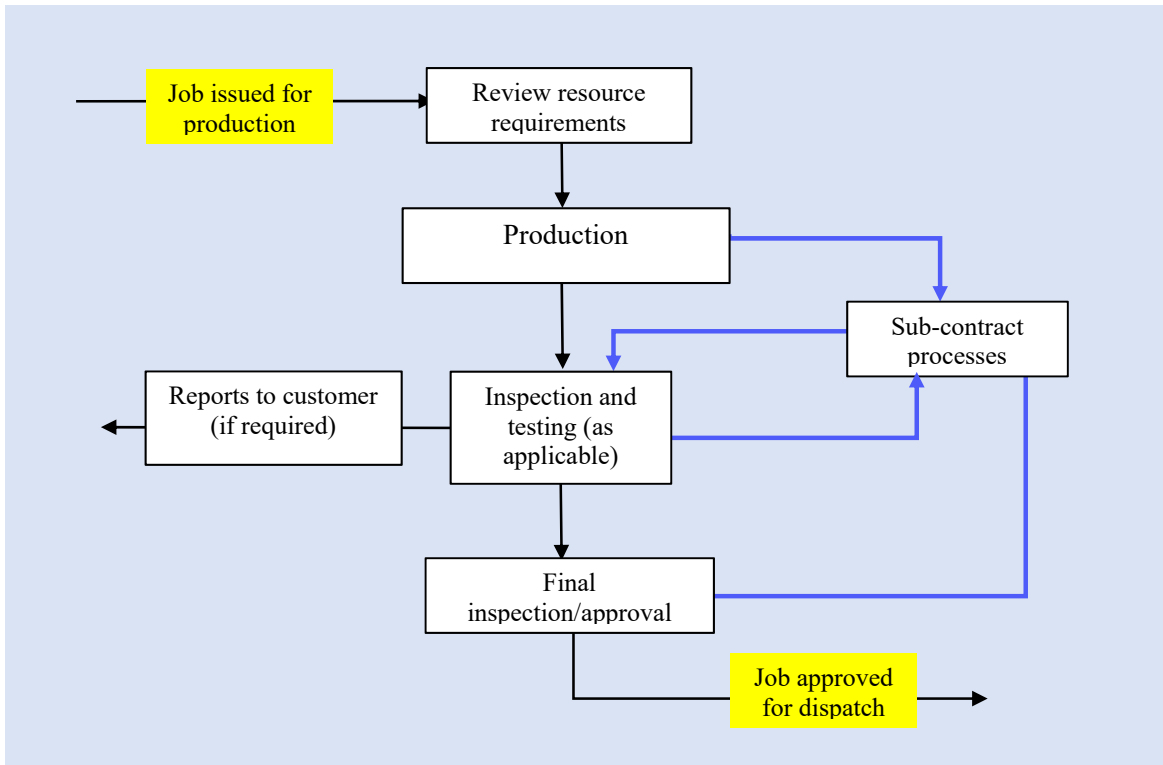 Job issued for
production
Review resource
requirements
Production
Sub-contract
processes
Reports to customer
(if required)
Inspection and
testing (as
applicable)
Final
inspection/approval
Job approved
for dispatch